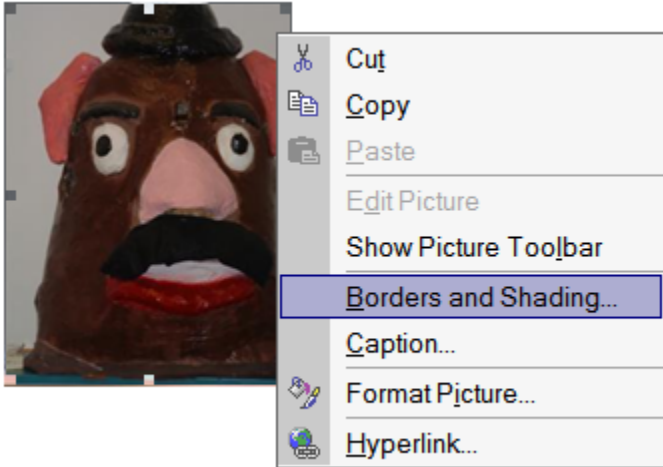 Cut
Copy
Paste
Edit Picture
Show Picture Toolbar
Borders and Shading...
Caption...
Format Picture...
Hyperlink...